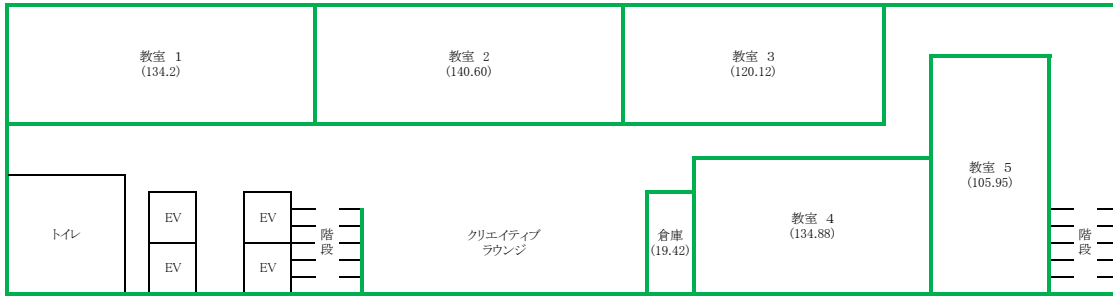 教室 1
(134.2)
教室 2
(140.60)
教室 3
(120.12)
教室 5
(105.95)
トイレ
EV
EV
EV
EV
階
段
クリエイティブ
ラウンジ
倉庫
(19.42)
教室 4
(134.88)
階
段